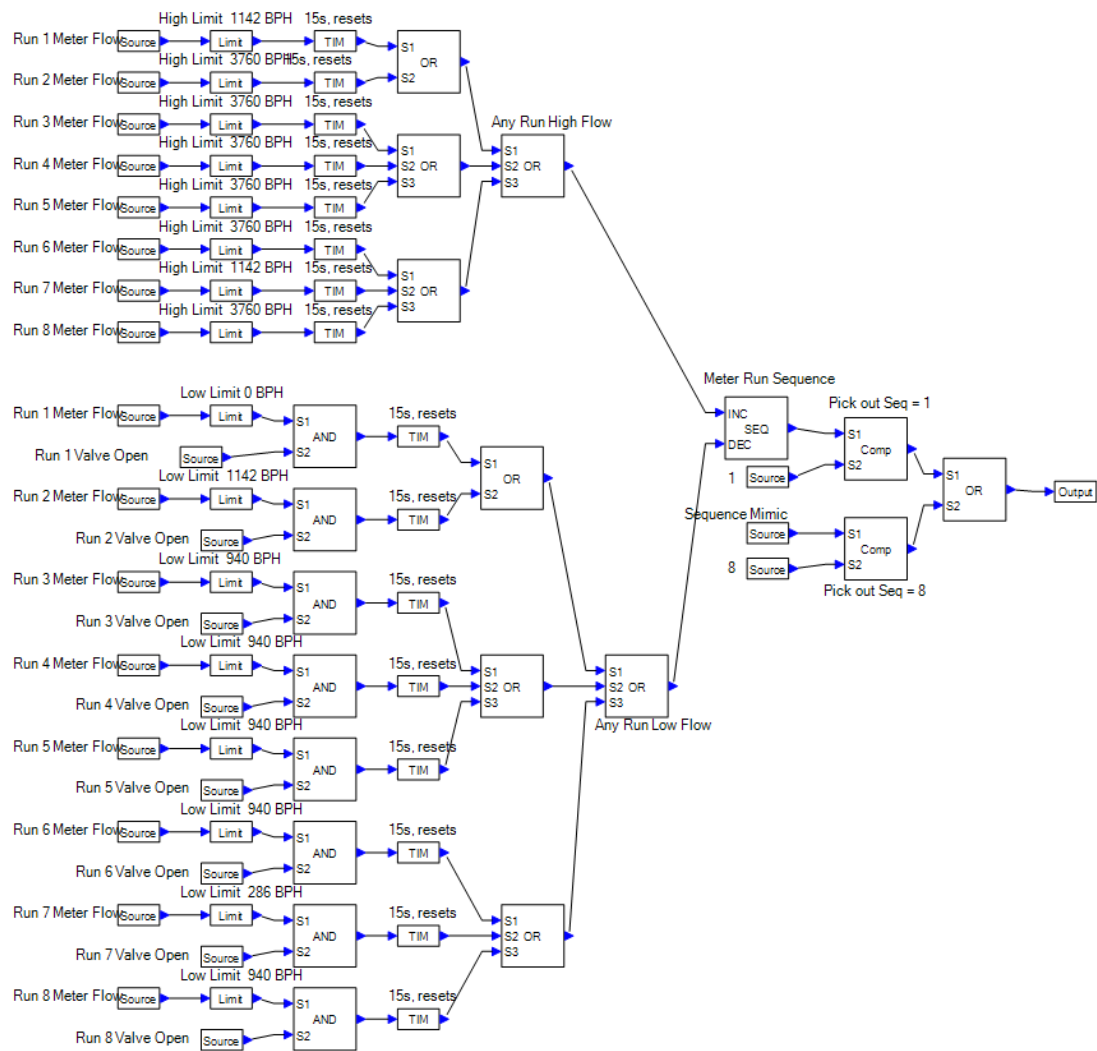 High Limit 1142 BPH 15s, resets
Run 1 Meter Flow Source Limit TIM S1 OR S2
High Limit 3760 BPH 15s, resets
Run 2 Meter Flow Source Limit TIM
High Limit 3760 BPH 15s, resets
Run 3 Meter Flow Source Limit TIM
Any Run High Flow
High Limit 3760 BPH 15s, resets
Run 4 Meter Flow Source Limit TIM S1 S2 OR S3
S1 S2 OR S3
High Limit 3760 BPH 15s, resets
Run 5 Meter Flow Source Limit TIM
High Limit 3760 BPH 15s, resets
Run 6 Meter Flow Source Limit TIM
High Limit 1142 BPH 15s, resets
Run 7 Meter Flow Source Limit TIM S1 S2 OR S3
High Limit 3760 BPH 15s, resets
Run 8 Meter Flow Source Limit TIM
Low Limit 0 BPH
Run 1 Meter Flow Source Limit S1 AND S2
15s, resets
TIM
Run 1 Valve Open Source
S1 OR S2
Low Limit 1142 BPH
Run 2 Meter Flow Source Limit S1 AND S2
15s, resets
TIM
Run 2 Valve Open Source
Low Limit 940 BPH
Run 3 Meter Flow Source Limit S1 AND S2
15s, resets
TIM
Run 3 Valve Open Source
Low Limit 940 BPH
Run 4 Meter Flow Source Limit S1 AND S2
15s, resets
TIM
Run 4 Valve Open Source
S1 S2 OR S3
S1 S2 OR S3
Any Run Low Flow
Low Limit 940 BPH
Run 5 Meter Flow Source Limit S1 AND S2
15s, resets
TIM
Run 5 Valve Open Source
Low Limit 940 BPH
Run 6 Meter Flow Source Limit S1 AND S2
15s, resets
TIM
Run 6 Valve Open Source
Low Limit 286 BPH
Run 7 Meter Flow Source Limit S1 AND S2
15s, resets
TIM
Run 7 Valve Open Source
S1 S2 OR S3
Low Limit 940 BPH
Run 8 Meter Flow Source Limit S1 AND S2
15s, resets
TIM
Run 8 Valve Open Source
Meter Run Sequence
INC SEQ DEC
Pick out Seq = 1
S1 Comp S2
1 Source
Sequence Mimic
Source
8 Source
S1 Comp S2
Pick out Seq = 8
S1 OR S2
Output